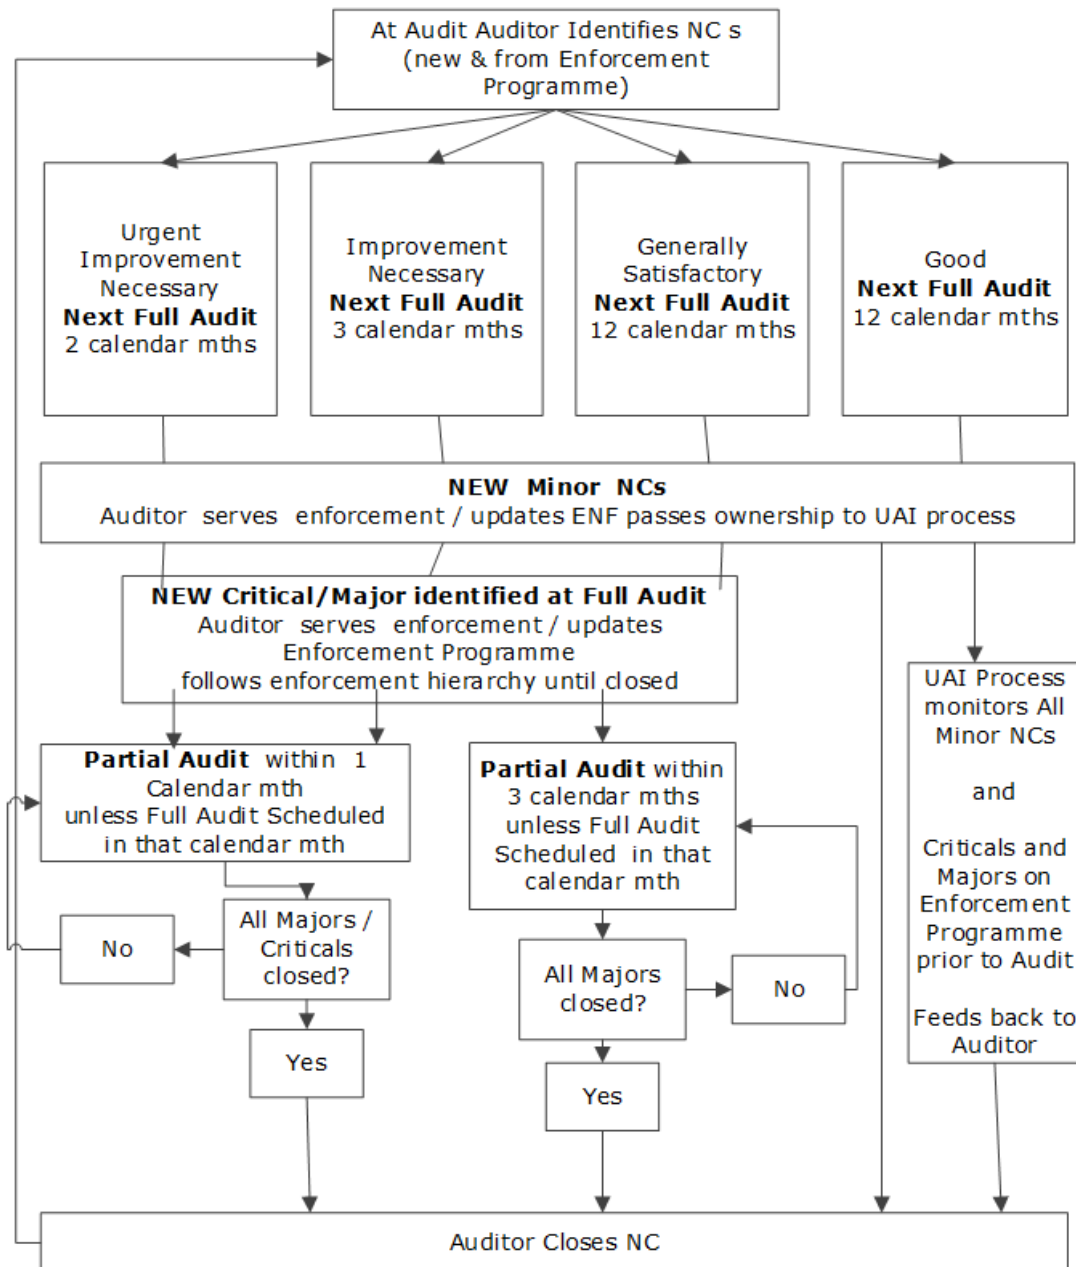 At Audit Auditor Identifies NC s
(new & from Enforcement
Programme)
Urgent
Improvement
Necessary
Next Full Audit
2 calendar mths
Improvement
Necessary
Next Full Audit
3 calendar mths
Generally
Satisfactory
Next Full Audit
12 calendar mths
Good
Next Full Audit
12 calendar mths
NEW Minor NCs
Auditor serves enforcement / updates ENF passes ownership to UAI process
NEW Critical/Major identified at Full Audit
Auditor serves enforcement / updates
Enforcement Programme
follows enforcement hierarchy until closed
Partial Audit within 1
Calendar mth
unless Full Audit Scheduled
in that calendar mth
Partial Audit within
3 calendar mths
unless Full Audit
Scheduled in that
calendar mth
UAI Process
monitors All
Minor NCs
and
Criticals and
Majors on
Enforcement
Programme
prior to Audit
Feeds back to
Auditor
No
All Majors /
Criticals
closed?
Yes
All Majors
closed?
No
Yes
Auditor Closes NC